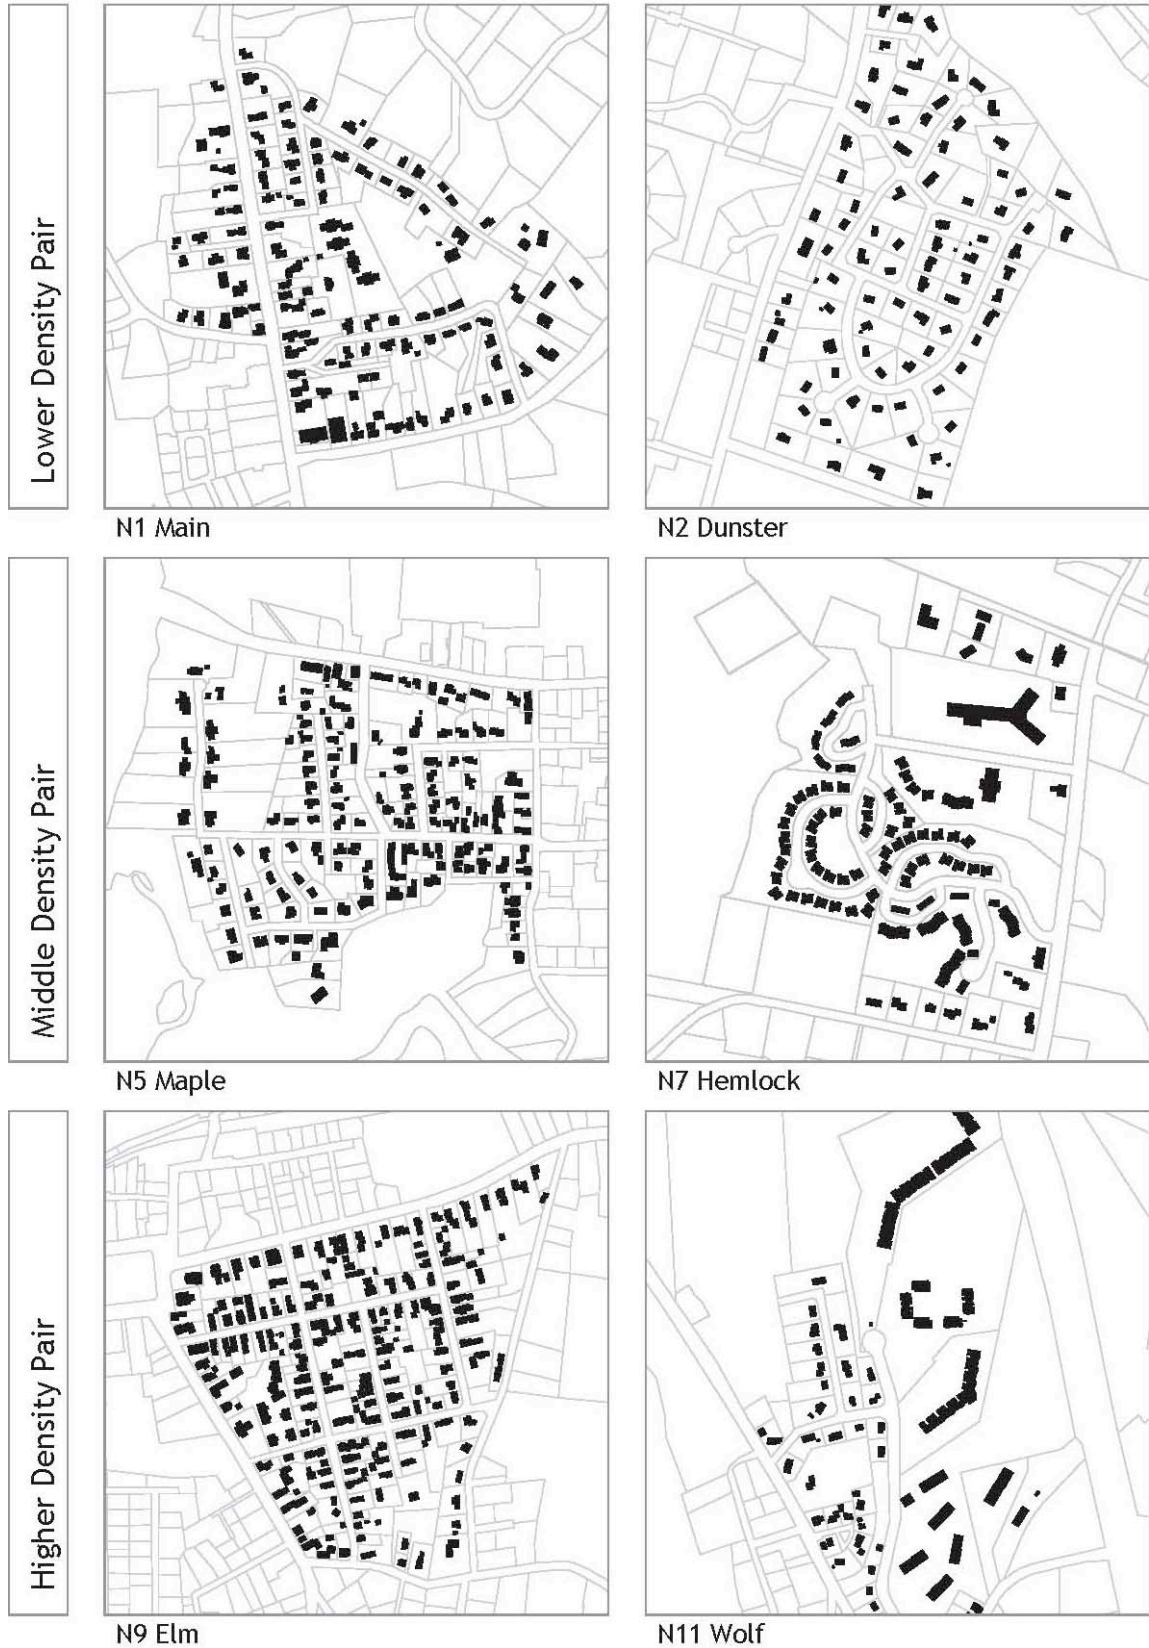 Lower Density Pair
N1 Main
N2 Dunster
Middle Density Pair
N5 Maple
N7 Hemlock
Higher Density Pair
N9 Elm
N11 Wolf